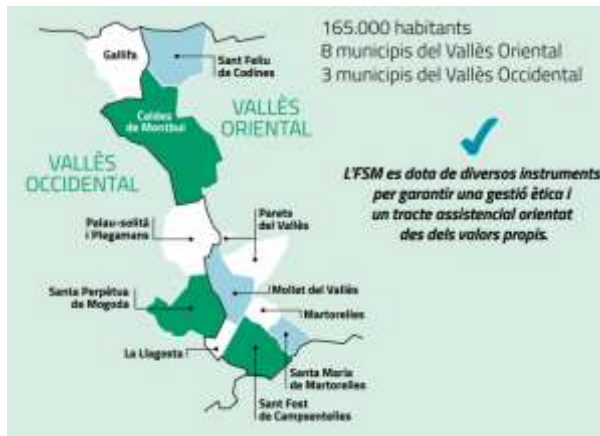 165.000 habitants
8 municipis del Vallès Oriental
3 municipis del Vallès Occidental
Gallifa
Sant Feliu
de Codines
Caldes
de Montbui
VALLÈS
ORIENTAL
VALLÈS
OCCIDENTAL
L'FSM es dota de diversos instruments
per garantir una gestió ètica i
un tracte assistencial orientat
des dels valors propis.
Palau-solità
i Plegamans
Parets
del Vallès
Santa Perpètua
de Mogoda
Mollet del Vallès
Martorelles
La Llagosta
Santa Maria
de Martorelles
Sant Fost
de Campsentelles